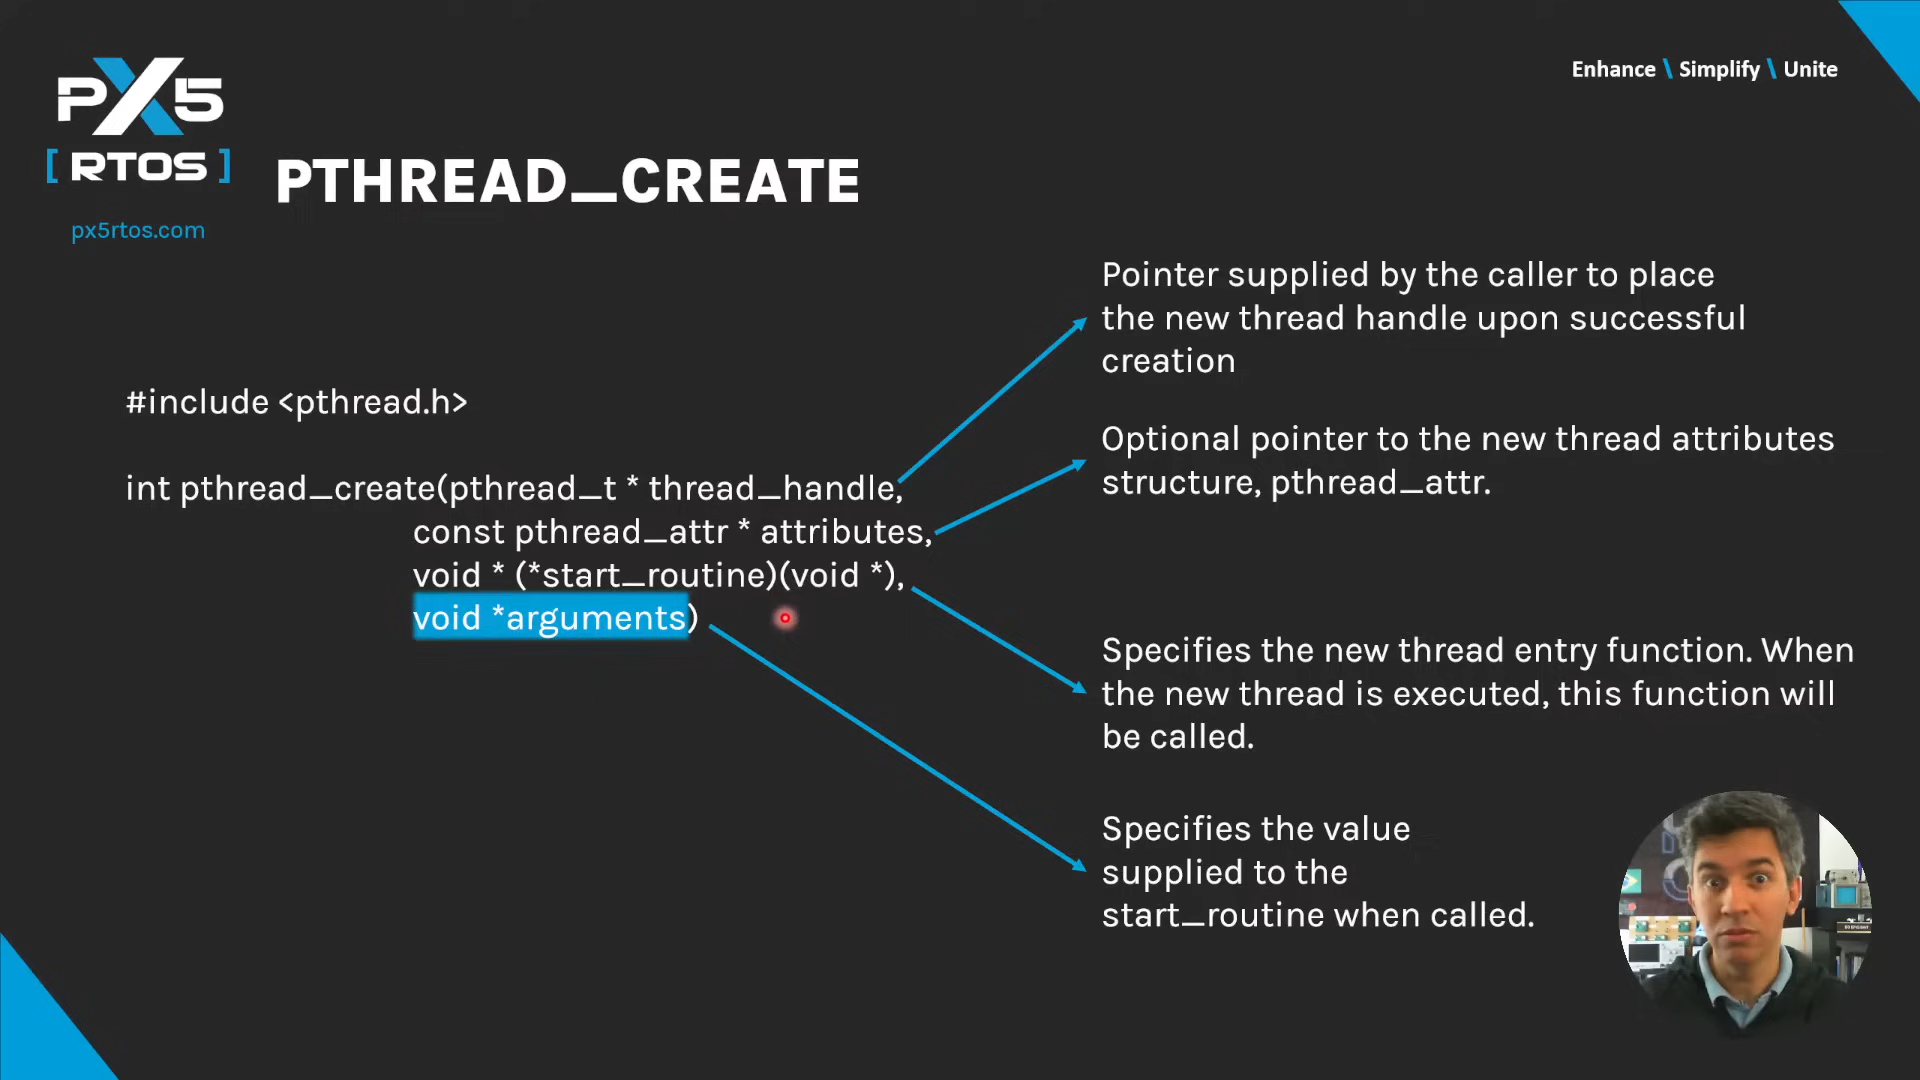 PX5
[ RTOS ]
px5rtos.com
Enhance \ Simplify \ Unite
PTHREAD_CREATE
#include <pthread.h>
int pthread_create(pthread_t * thread_handle,
const pthread_attr * attributes,
void * (*start_routine)(void *),
void *arguments)
Pointer supplied by the caller to place
the new thread handle upon successful
creation
Optional pointer to the new thread attributes
structure, pthread_attr.
Specifies the new thread entry function. When
the new thread is executed, this function will
be called.
Specifies the value
supplied to the
start_routine when called.